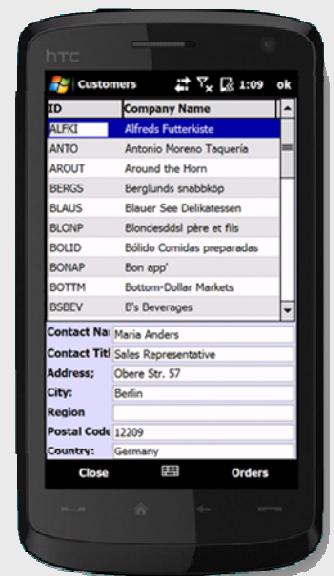 htc
Customers 1:09 ok
ID Company Name
ALFKI Alfreds Futterkiste
ANTO Antonio Moreno Taquería
AROUT Around the Horn
BERGS Berglunds snabbköp
BLAUS Blauer See Delikatessen
BLONP Blondesddsl père et fils
BOLID Bólido Comidas preparadas
BONAP Bon app'
BOTTM Bottom-Dollar Markets
BSBEV B's Beverages
Contact Na Maria Anders
Contact Titl Sales Representative
Address; Obere Str. 57
City: Berlin
Region
Postal Code 12209
Country: Germany
Close Orders